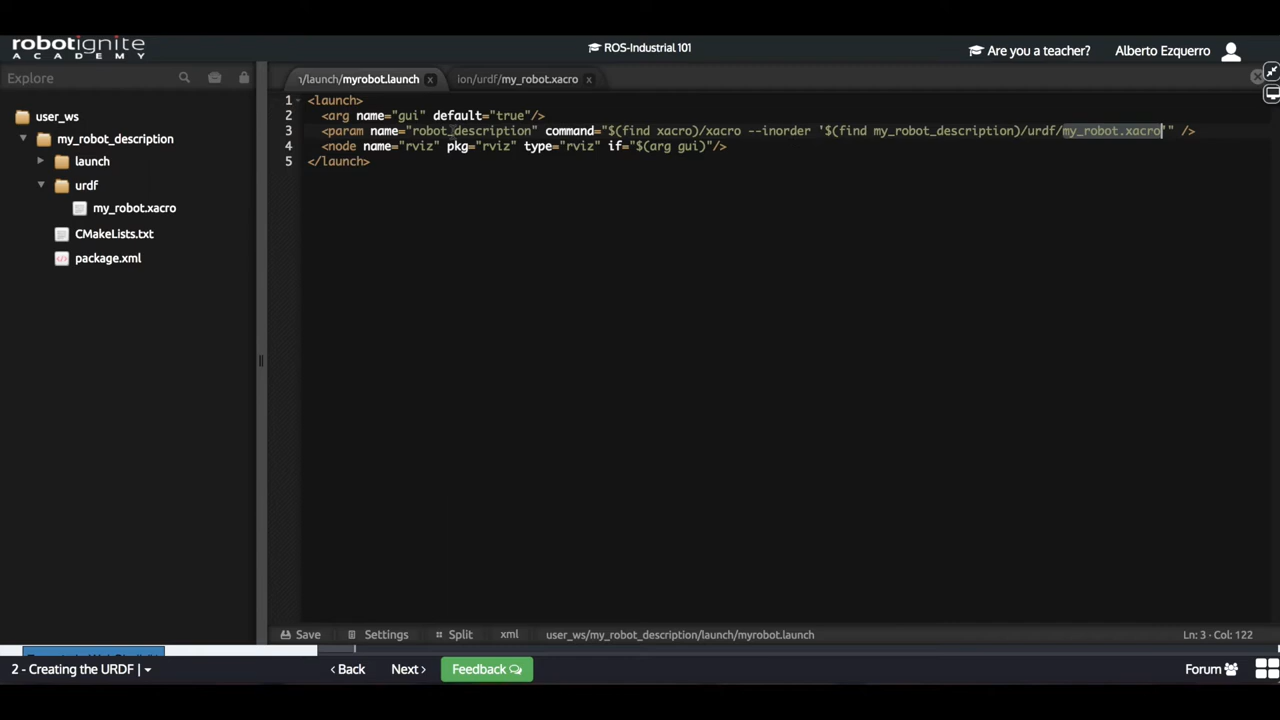 robotignite
ACADEMY
ROS-Industrial 101
Are you a teacher?
Alberto Ezquerro
Explore
user_ws
my_robot_description
launch
urdf
my_robot.xacro
CMakeLists.txt
package.xml
ı/launch/myrobot.launch x
ion/urdf/my_robot.xacro x
1 <launch>
2 <arg name="gui" default="true"/>
3 <param name="robot_description" command="$(find xacro)/xacro --inorder '$(find my_robot_description)/urdf/my_robot.xacro'" />
4 <node name="rviz" pkg="rviz" type="rviz" if="$(arg gui)"/>
5 </launch>
Save
Settings
Split
xml
user_ws/my_robot_description/launch/myrobot.launch
Ln: 3 · Col: 122
2 - Creating the URDF |
‹ Back
Next ›
Feedback
Forum